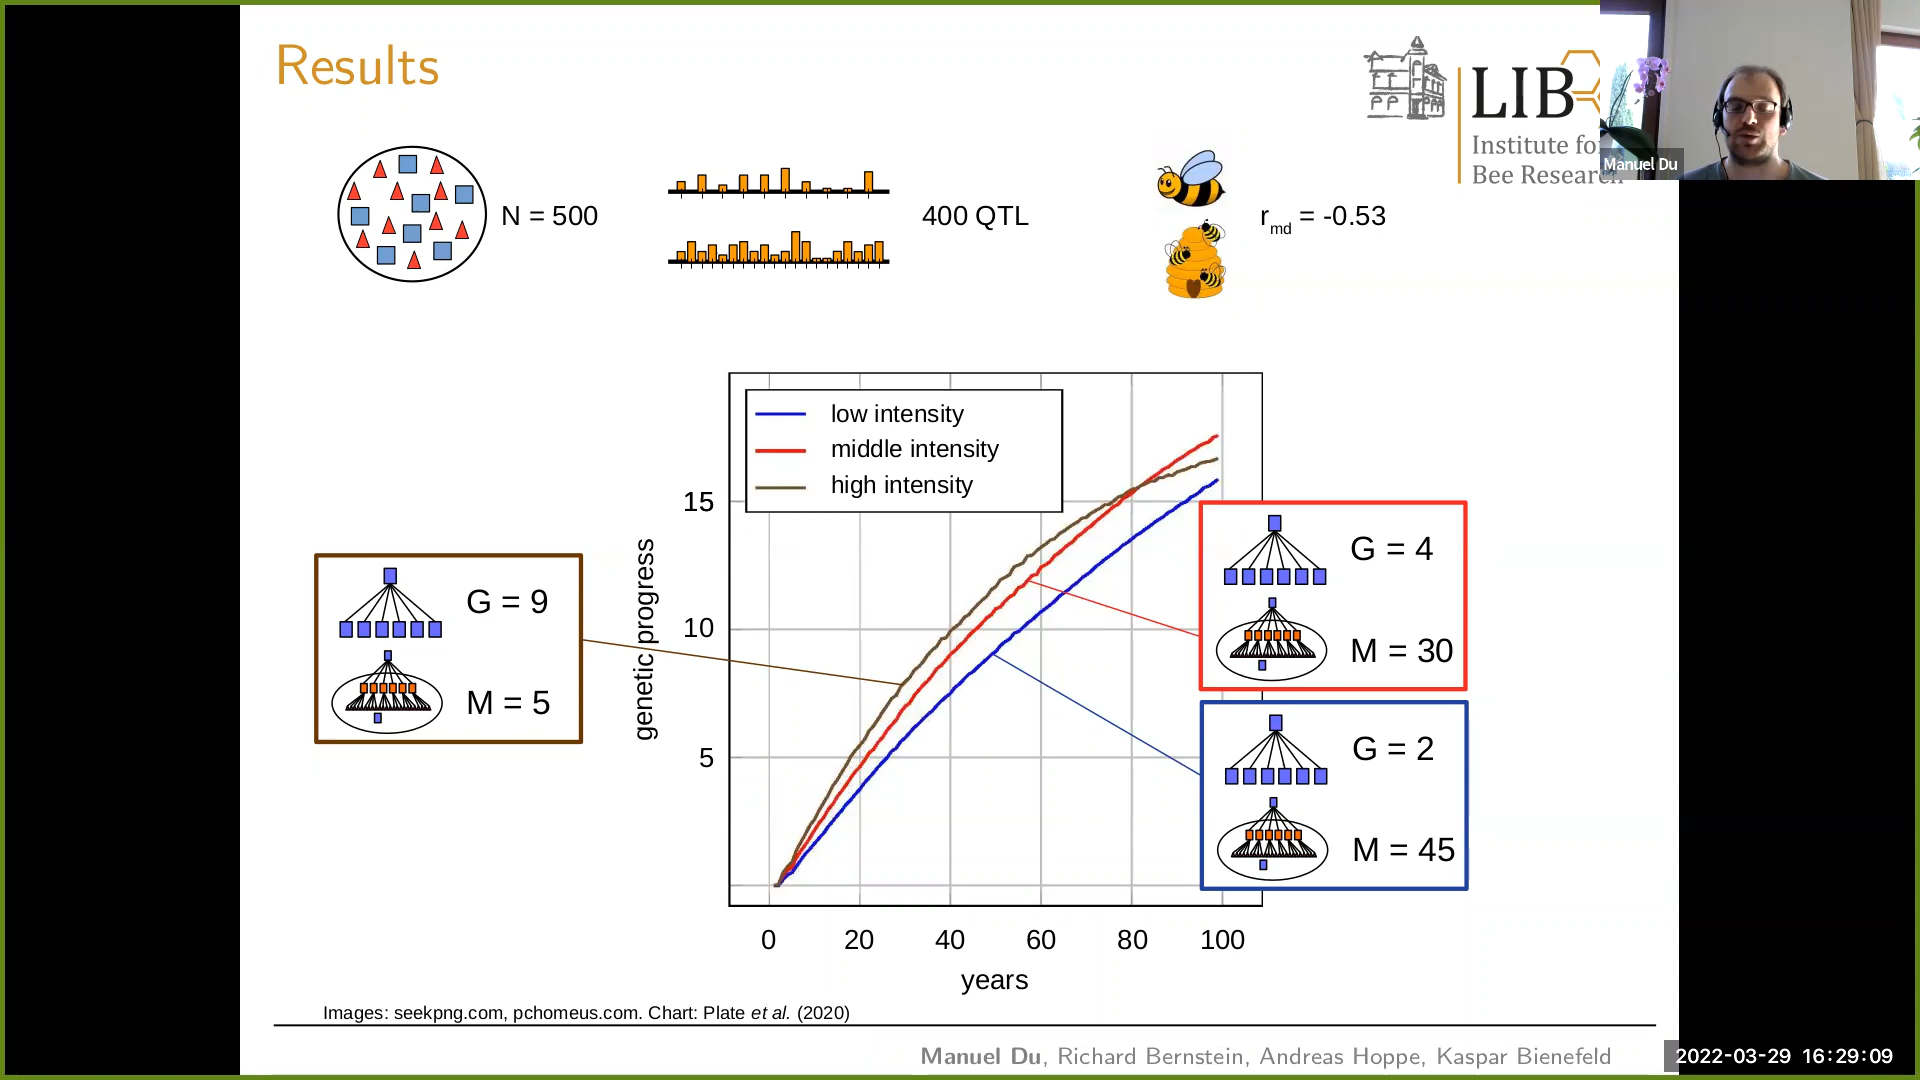 Results
LIB
Institute fo
Bee Research
Manuel Du
N = 500
400 QTL
rmd = -0.53
low intensity
middle intensity
high intensity
15
10
5
genetic progress
0 20 40 60 80 100
years
G = 9
M = 5
G = 4
M = 30
G = 2
M = 45
Images: seekpng.com, pchomeus.com. Chart: Plate et al. (2020)
Manuel Du, Richard Bernstein, Andreas Hoppe, Kaspar Bienefeld
2022-03-29 16:29:09